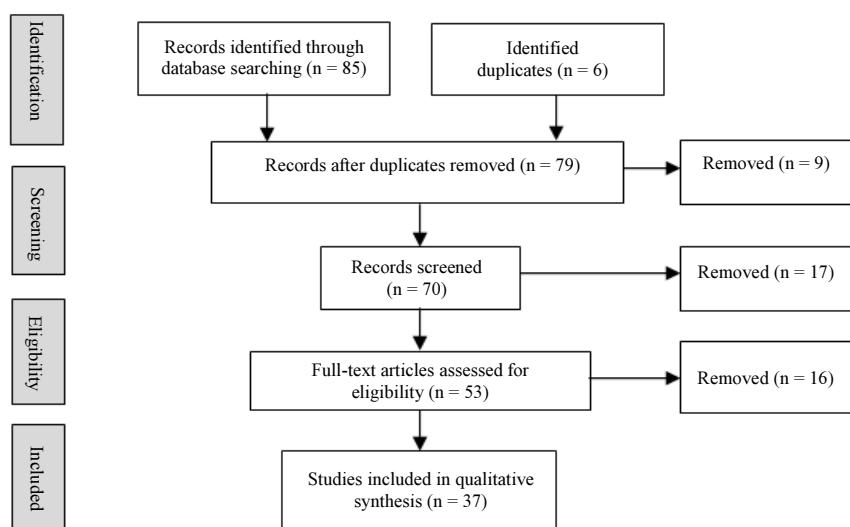 Identification
Records identified through
database searching (n = 85)
Identified
duplicates (n = 6)
Records after duplicates removed (n = 79)
Removed (n = 9)
Screening
Records screened
(n = 70)
Removed (n = 17)
Eligibility
Full-text articles assessed for
eligibility (n = 53)
Removed (n = 16)
Included
Studies included in qualitative
synthesis (n = 37)